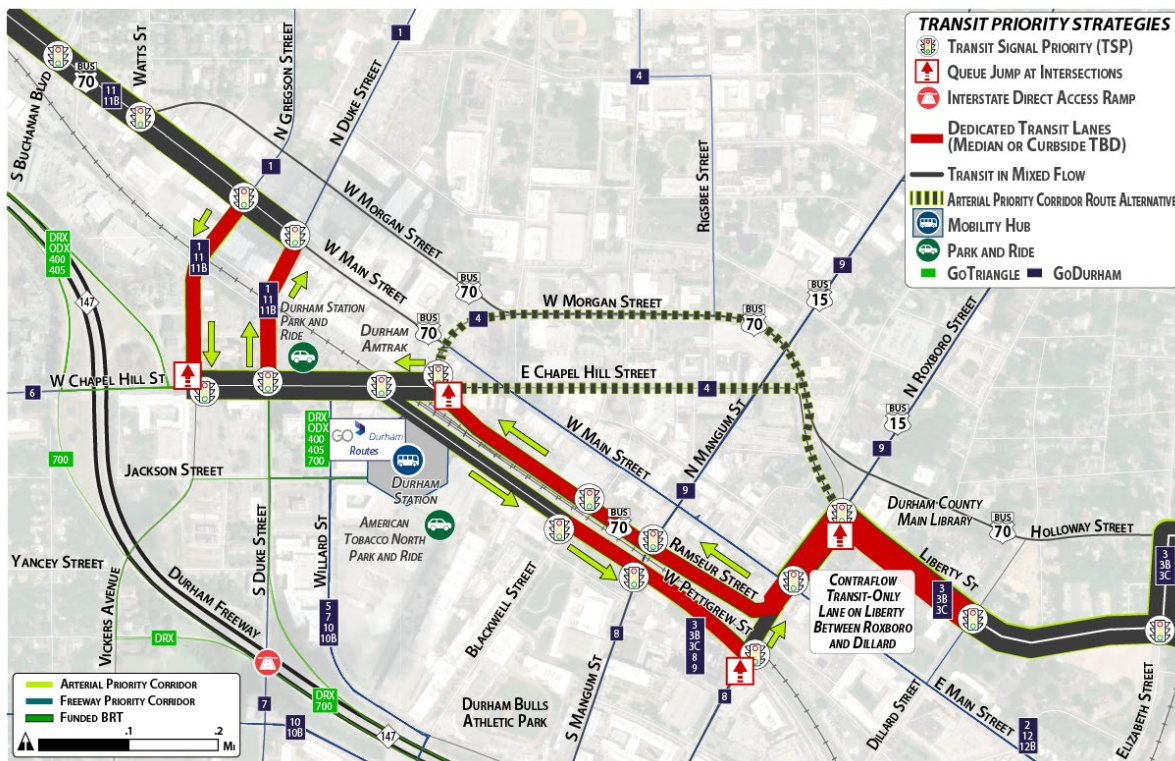 TRANSIT PRIORITY STRATEGIES
TRANSIT SIGNAL PRIORITY (TSP)
QUEUE JUMP AT INTERSECTIONS
INTERSTATE DIRECT ACCESS RAMP
DEDICATED TRANSIT LANES
(MEDIAN OR CURBSIDE TBD)
TRANSIT IN MIXED FLOW
ARTERIAL PRIORITY CORRIDOR ROUTE ALTERNATIVE
MOBILITY HUB
PARK AND RIDE
GOTRIANGLE
GODURHAM
S BUCHANAN BLVD
BUS
70
11
11B
WATTS ST
N GREGSON STREET
1
N DUKE STREET
1
4
RIGSBEE STREET
W MORGAN STREET
W MAIN STREET
BUS
70
BUS
70
W MORGAN STREET
4
BUS
70
BUS
15
9
N ROXBORO STREET
BUS
15
9
DRX
ODX
400
405
147
1
11
11B
1
11
11B
DURHAM STATION
PARK AND
RIDE
DURHAM
AMTRAK
W CHAPEL HILL ST
6
E CHAPEL HILL STREET
4
W MAIN STREET
N MANGUM ST
9
700
JACKSON STREET
DRX
ODX
400
405
700
GO Durham
Routes
DURHAM
STATION
AMERICAN
TOBACCO NORTH
PARK AND RIDE
BUS
70
RAMSEUR STREET
W PETTIGREW ST
DURHAM COUNTY
MAIN LIBRARY
BUS
70
HOLLOWAY STREET
LIBERTY ST
3
3B
3C
3
3B
3C
CONTRAFLOW
TRANSIT-ONLY
LANE ON LIBERTY
BETWEEN ROXBORO
AND DILLARD
YANCEY STREET
VICKERS AVENUE
DURHAM FREEWAY
S DUKE STREET
WILLARD ST
5
7
10
10B
BLACKWELL STREET
8
S MANGUM ST
3
3B
3C
8
9
8
DRX
DRX
700
147
7
10
10B
DURHAM BULLS
ATHLETIC PARK
DILLARD STREET
E MAIN STREET
2
12
12B
ELIZABETH STREET
ARTERIAL PRIORITY CORRIDOR
FREEWAY PRIORITY CORRIDOR
FUNDED BRT
.1
.2
MI